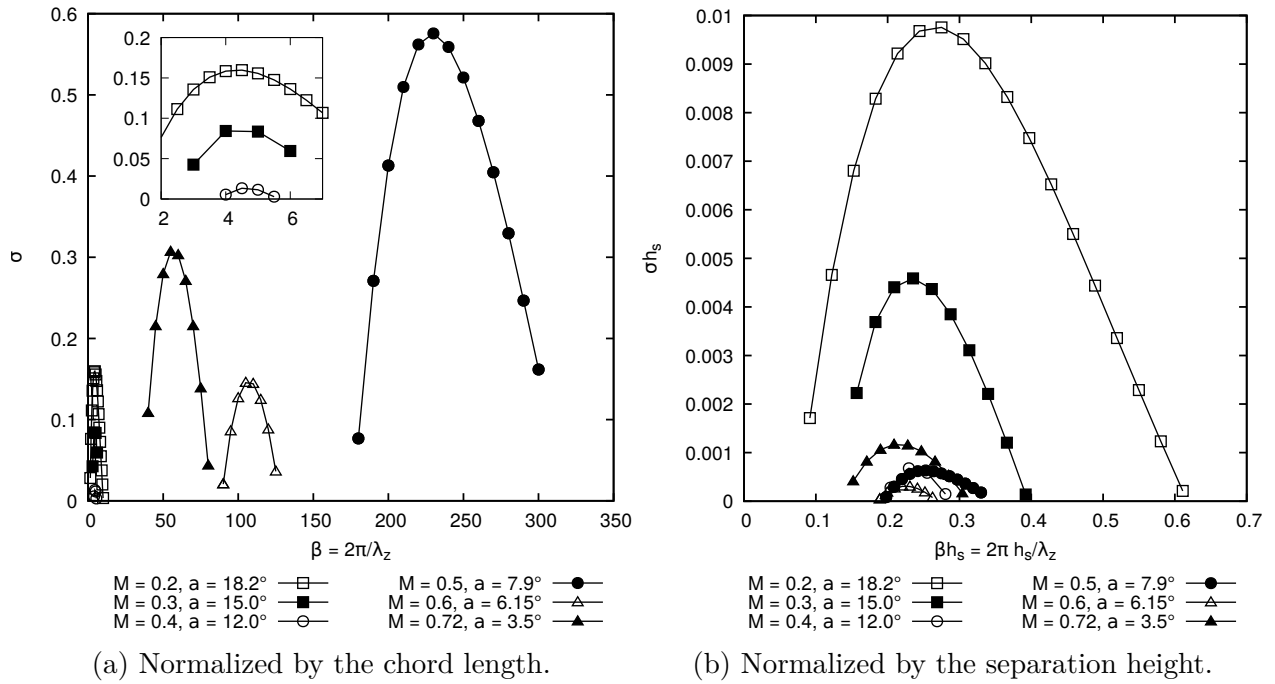 0.6
0.5
0.4
0.3
0.2
0.1
0
σ
0 50 100 150 200 250 300 350
β = 2π/λz
0.2
0.15
0.1
0.05
0
2 4 6
M = 0.2, a = 18.2°
M = 0.3, a = 15.0°
M = 0.4, a = 12.0°
M = 0.5, a = 7.9°
M = 0.6, a = 6.15°
M = 0.72, a = 3.5°
(a) Normalized by the chord length.
0.01
0.009
0.008
0.007
0.006
0.005
0.004
0.003
0.002
0.001
0
σhs
0 0.1 0.2 0.3 0.4 0.5 0.6 0.7
βhs = 2π hs/λz
M = 0.2, a = 18.2°
M = 0.3, a = 15.0°
M = 0.4, a = 12.0°
M = 0.5, a = 7.9°
M = 0.6, a = 6.15°
M = 0.72, a = 3.5°
(b) Normalized by the separation height.